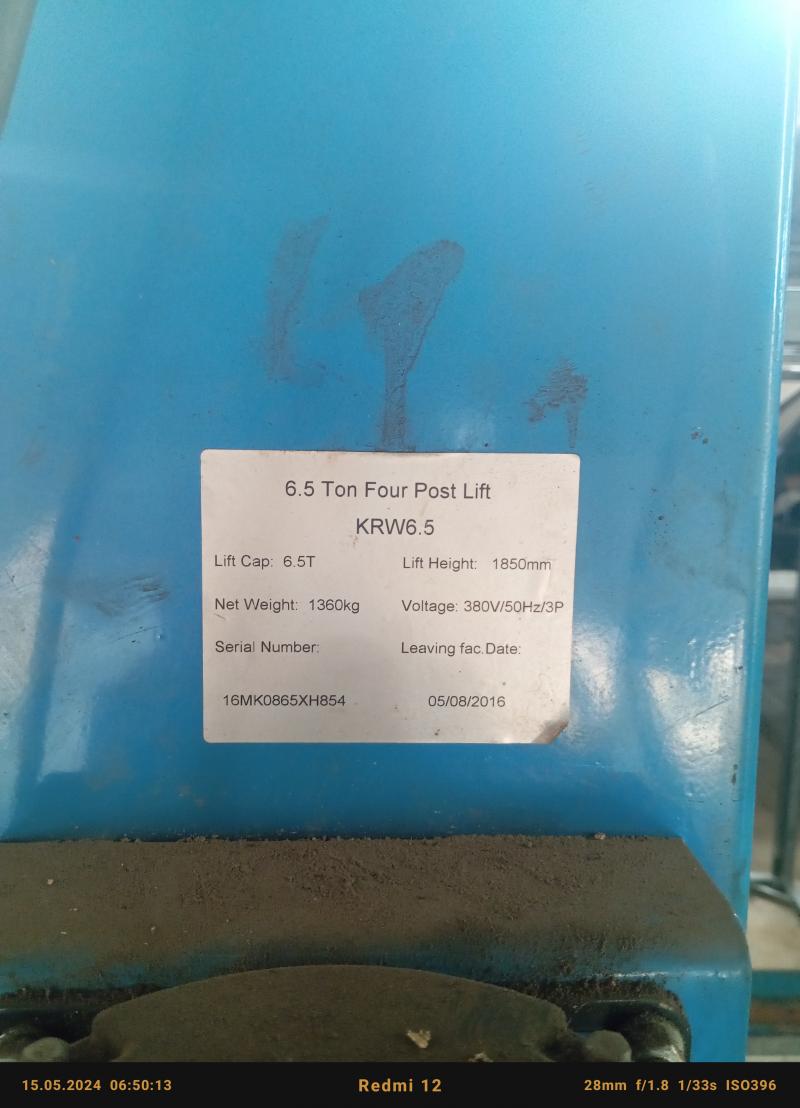 6.5 Ton Four Post Lift
KRW6.5
Lift Cap: 6.5T Lift Height: 1850mm
Net Weight: 1360kg Voltage: 380V/50Hz/3P
Serial Number: Leaving fac.Date:
16MK0865XH854 05/08/2016
15.05.2024 06:50:13 Redmi 12 28mm f/1.8 1/33s ISO396